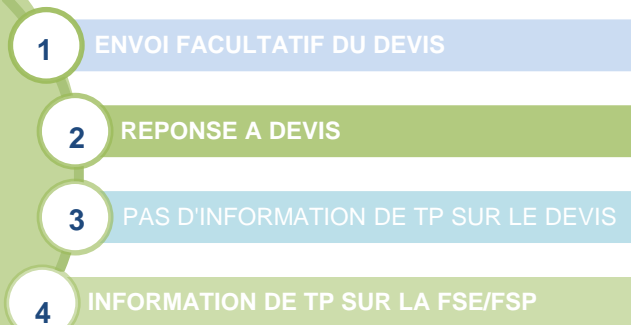 1 ENVOI FACULTATIF DU DEVIS
2 REPONSE A DEVIS
3 PAS D'INFORMATION DE TP SUR LE DEVIS
4 INFORMATION DE TP SUR LA FSE/FSP